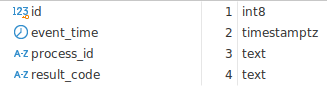 123 id 1 int8
event_time 2 timestamptz
A-Z process_id 3 text
A-Z result_code 4 text